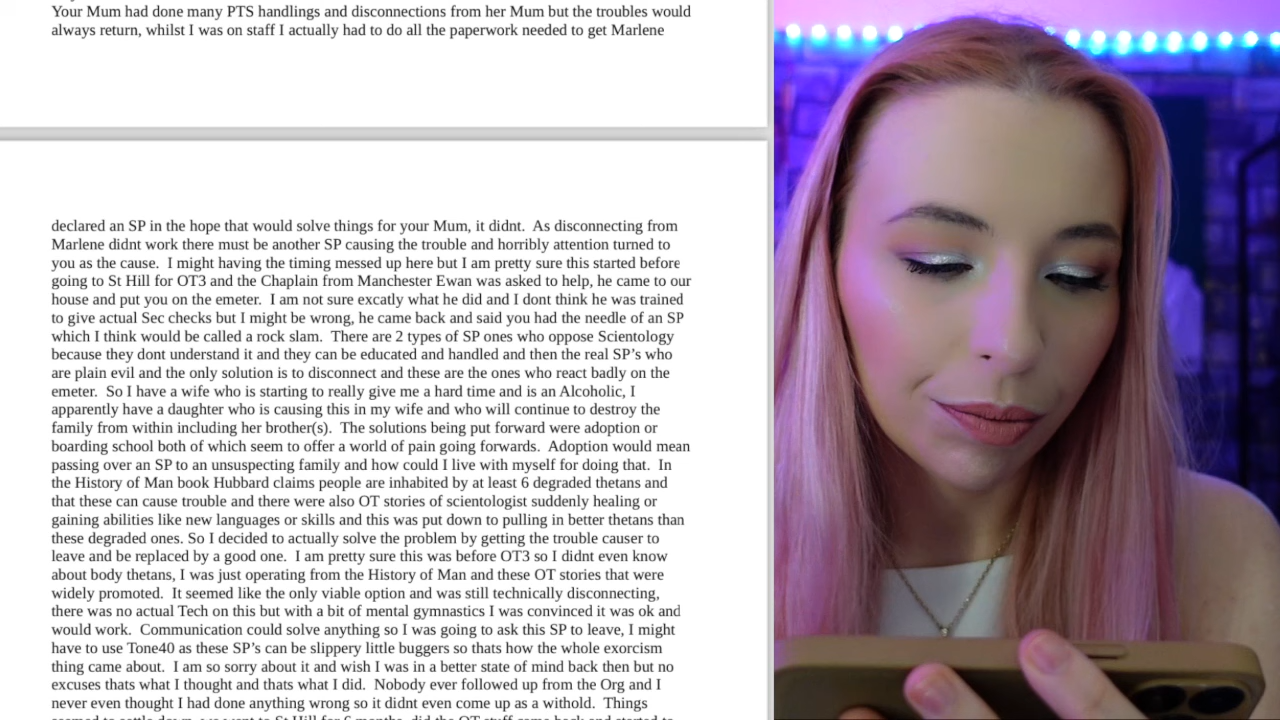 Your Mum had done many PTS handlings and disconnections from her Mum but the troubles would
always return, whilst I was on staff I actually had to do all the paperwork needed to get Marlene
declared an SP in the hope that would solve things for your Mum, it didnt.  As disconnecting from
Marlene didnt work there must be another SP causing the trouble and horribly attention turned to
you as the cause.  I might having the timing messed up here but I am pretty sure this started before
going to St Hill for OT3 and the Chaplain from Manchester Ewan was asked to help, he came to our
house and put you on the emeter.  I am not sure excatly what he did and I dont think he was trained
to give actual Sec checks but I might be wrong, he came back and said you had the needle of an SP
which I think would be called a rock slam.  There are 2 types of SP ones who oppose Scientology
because they dont understand it and they can be educated and handled and then the real SP's who
are plain evil and the only solution is to disconnect and these are the ones who react badly on the
emeter.  So I have a wife who is starting to really give me a hard time and is an Alcoholic, I
apparently have a daughter who is causing this in my wife and who will continue to destroy the
family from within including her brother(s).  The solutions being put forward were adoption or
boarding school both of which seem to offer a world of pain going forwards.  Adoption would mean
passing over an SP to an unsuspecting family and how could I live with myself for doing that.  In
the History of Man book Hubbard claims people are inhabited by at least 6 degraded thetans and
that these can cause trouble and there were also OT stories of scientologist suddenly healing or
gaining abilities like new languages or skills and this was put down to pulling in better thetans than
these degraded ones. So I decided to actually solve the problem by getting the trouble causer to
leave and be replaced by a good one.  I am pretty sure this was before OT3 so I didnt even know
about body thetans, I was just operating from the History of Man and these OT stories that were
widely promoted.  It seemed like the only viable option and was still technically disconnecting,
there was no actual Tech on this but with a bit of mental gymnastics I was convinced it was ok and
would work.  Communication could solve anything so I was going to ask this SP to leave, I might
have to use Tone40 as these SP's can be slippery little buggers so thats how the whole exorcism
thing came about.  I am so sorry about it and wish I was in a better state of mind back then but no
excuses thats what I thought and thats what I did.  Nobody ever followed up from the Org and I
never even thought I had done anything wrong so it didnt even come up as a withold.  Things